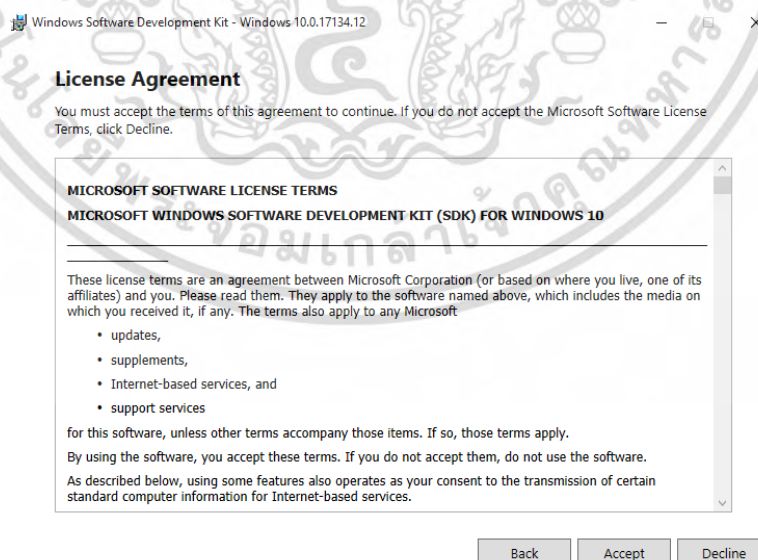 Windows Software Development Kit - Windows 10.0.17134.12
License Agreement
You must accept the terms of this agreement to continue. If you do not accept the Microsoft Software License
Terms, click Decline.
MICROSOFT SOFTWARE LICENSE TERMS
MICROSOFT WINDOWS SOFTWARE DEVELOPMENT KIT (SDK) FOR WINDOWS 10
These license terms are an agreement between Microsoft Corporation (or based on where you live, one of its
affiliates) and you. Please read them. They apply to the software named above, which includes the media on
which you received it, if any. The terms also apply to any Microsoft
• updates,
• supplements,
• Internet-based services, and
• support services
for this software, unless other terms accompany those items. If so, those terms apply.
By using the software, you accept these terms. If you do not accept them, do not use the software.
As described below, using some features also operates as your consent to the transmission of certain
standard computer information for Internet-based services.
Back Accept Decline